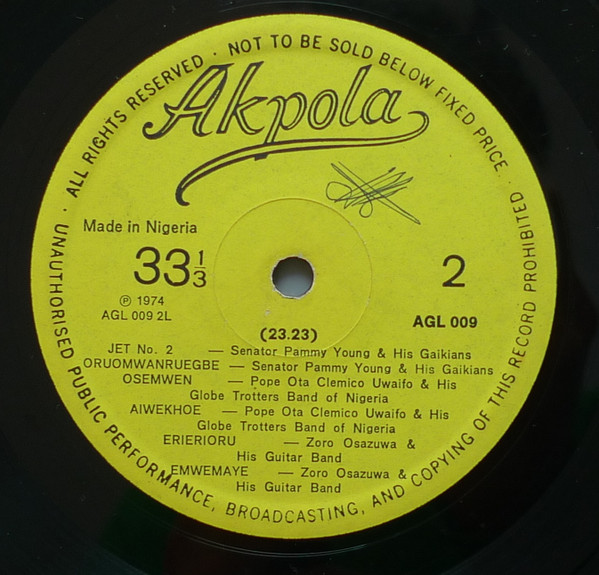 ALL RIGHTS RESERVED · NOT TO BE SOLD BELOW FIXED PRICE ·
Akpola
Made in Nigeria
33 1/3
2
℗ 1974
AGL 009 2L
AGL 009
(23.23)
JET No. 2 — Senator Pammy Young & His Gaikians
ORUOMWANRUEGBE — Senator Pammy Young & His Gaikians
OSEMWEN — Pope Ota Clemico Uwaifo & His
Globe Trotters Band of Nigeria
AIWEKHOE — Pope Ota Clemico Uwaifo & His
Globe Trotters Band of Nigeria
ERIERIORU — Zoro Osazuwa &
His Guitar Band
EMWEMAYE — Zoro Osazuwa &
His Guitar Band
· UNAUTHORISED PUBLIC PERFORMANCE, BROADCASTING, AND COPYING OF THIS RECORD PROHIBITED ·